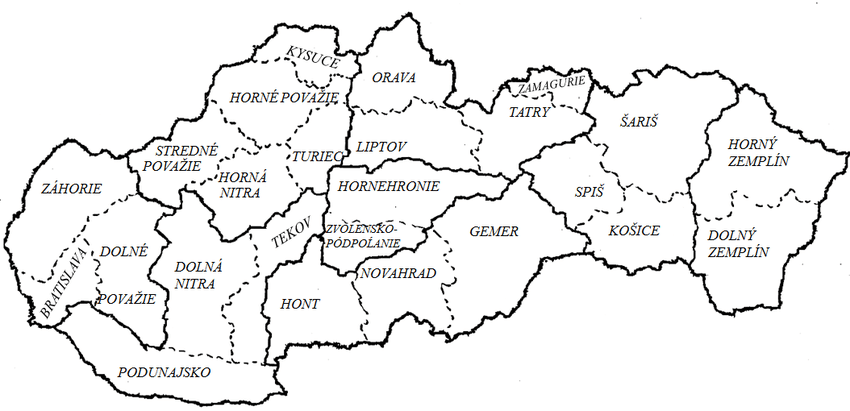 KYSUCE
ORAVA
ZAMAGURIE
HORNÉ POVAŽIE
TATRY
ŠARIŠ
STREDNÉ
POVAŽIE
TURIEC
LIPTOV
HORNÝ
ZEMPLÍN
ZÁHORIE
HORNÁ
NITRA
HORNEHRONIE
SPIŠ
TEKOV
ZVOLENSKO-
PODPOĽANIE
GEMER
KOŠICE
DOLNÝ
ZEMPLÍN
BRATISLAVA
DOLNÉ
POVAŽIE
DOLNÁ
NITRA
NOVAHRAD
HONT
PODUNAJSKO